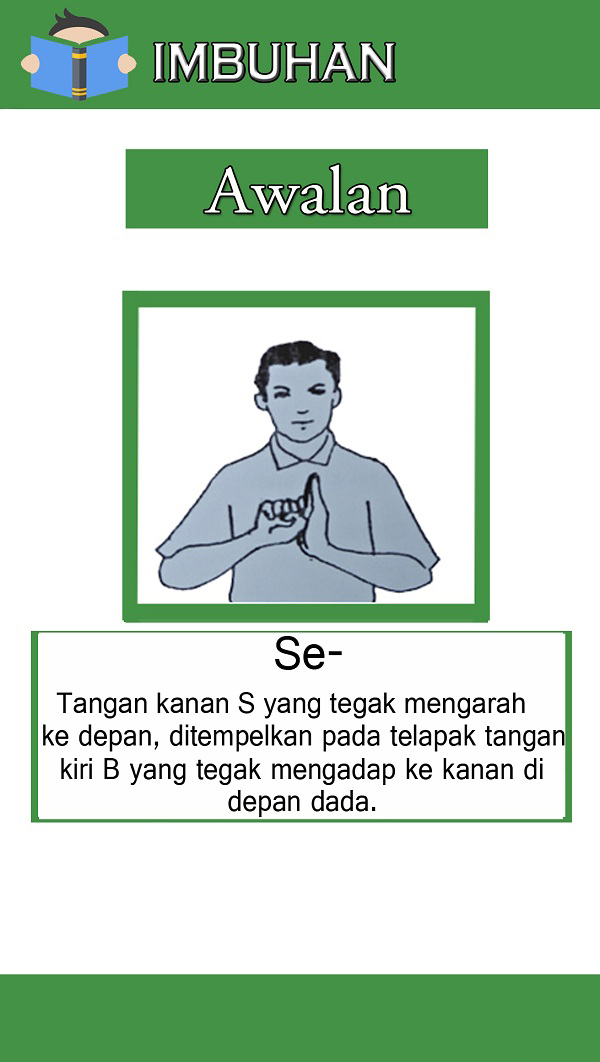 IMBUHAN
Awalan
Se-
Tangan kanan S yang tegak mengarah
ke depan, ditempelkan pada telapak tangan
kiri B yang tegak mengadap ke kanan di
depan dada.